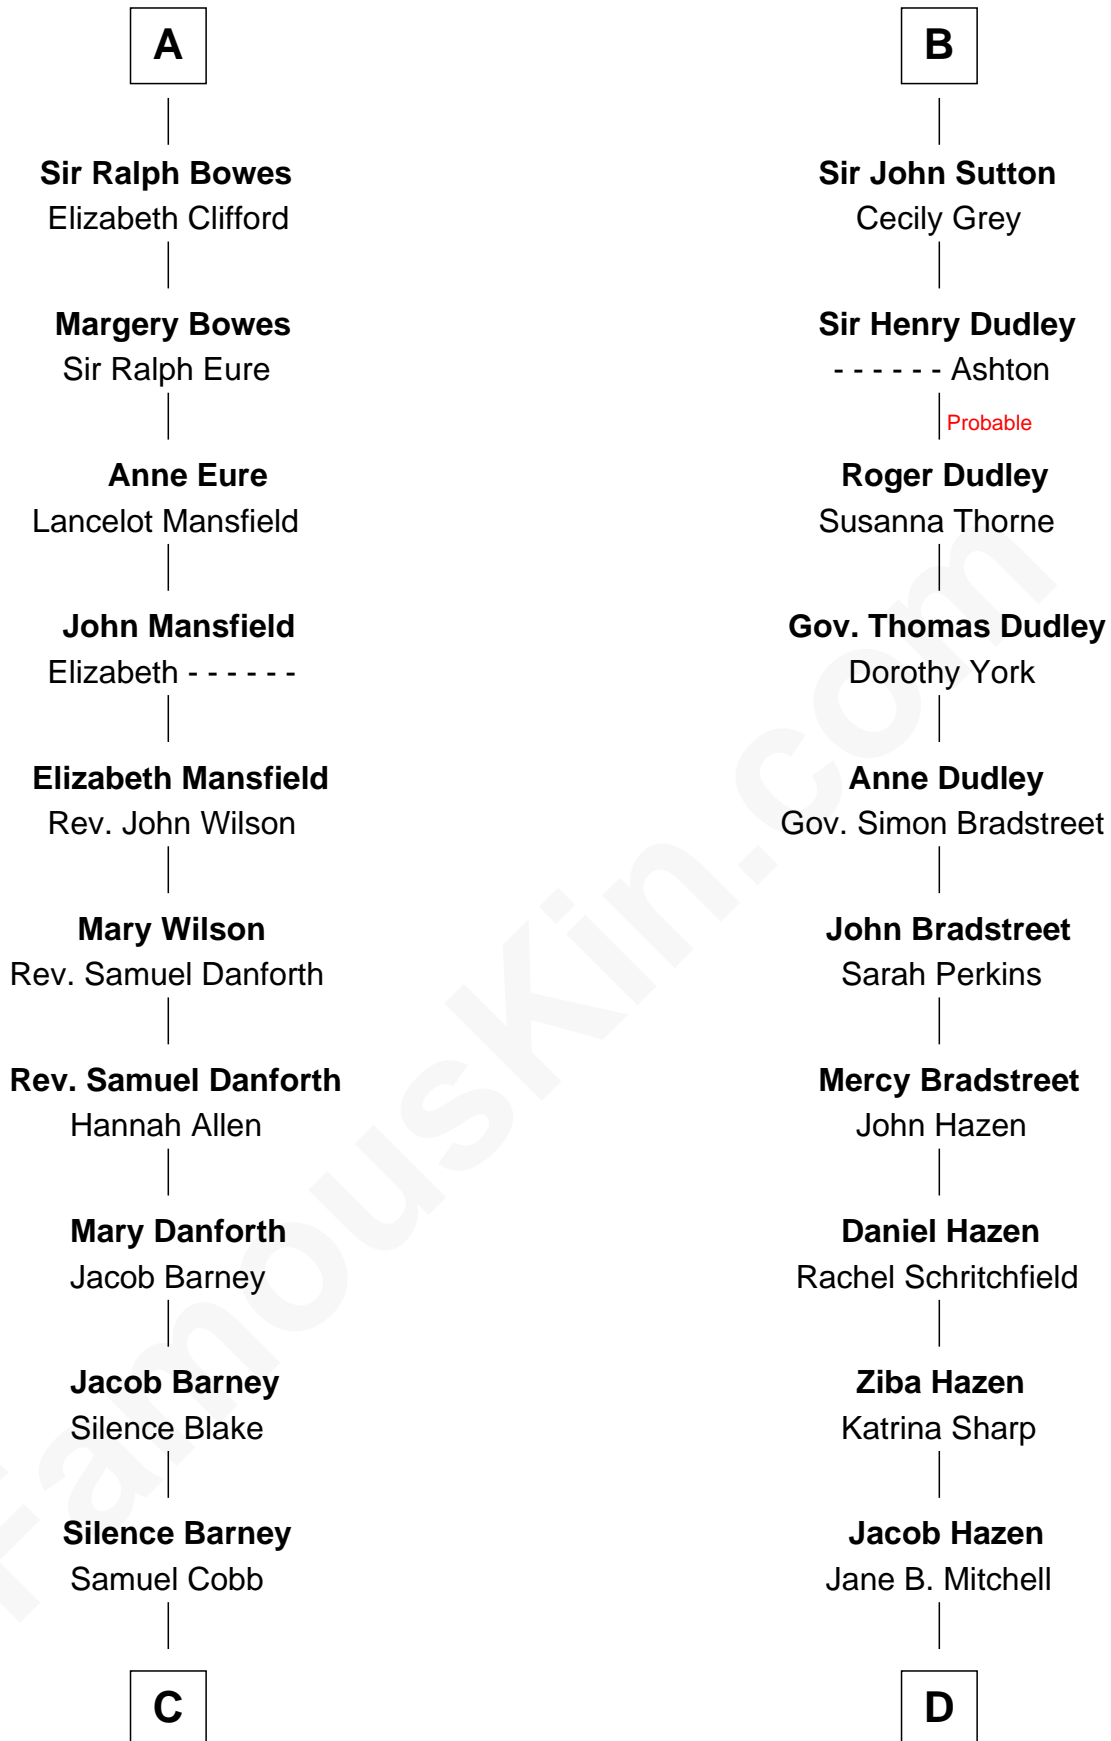 A
Sir Ralph Bowes
Elizabeth Clifford
Margery Bowes
Sir Ralph Eure
Anne Eure
Lancelot Mansfield
John Mansfield
Elizabeth - - - - - -
Elizabeth Mansfield
Rev. John Wilson
Mary Wilson
Rev. Samuel Danforth
Rev. Samuel Danforth
Hannah Allen
Mary Danforth
Jacob Barney
Jacob Barney
Silence Blake
Silence Barney
Samuel Cobb
C
B
Sir John Sutton
Cecily Grey
Sir Henry Dudley
- - - - - - Ashton
Probable
Roger Dudley
Susanna Thorne
Gov. Thomas Dudley
Dorothy York
Anne Dudley
Gov. Simon Bradstreet
John Bradstreet
Sarah Perkins
Mercy Bradstreet
John Hazen
Daniel Hazen
Rachel Schritchfield
Ziba Hazen
Katrina Sharp
Jacob Hazen
Jane B. Mitchell
D
FamousKin.com